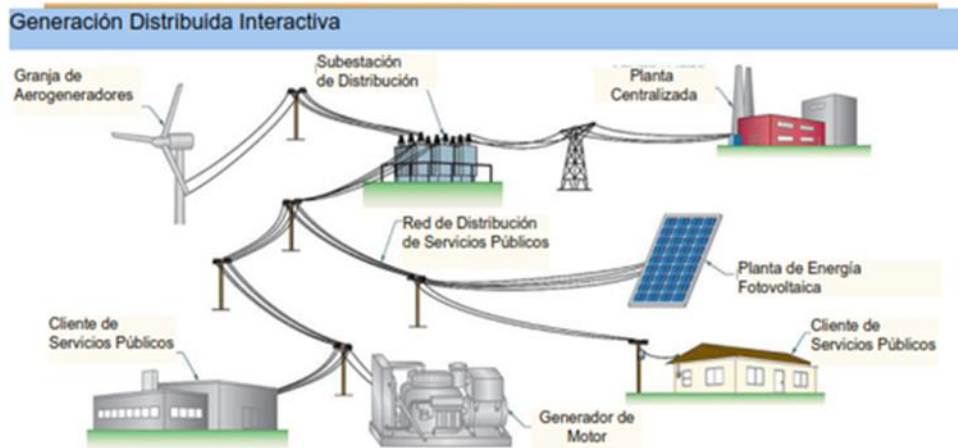 Generación Distribuida Interactiva
Granja de
Aerogeneradores
Subestación
de Distribución
Planta
Centralizada
Red de Distribución
de Servicios Públicos
Planta de Energía
Fotovoltaica
Cliente de
Servicios Públicos
Cliente de
Servicios Públicos
Generador de
Motor